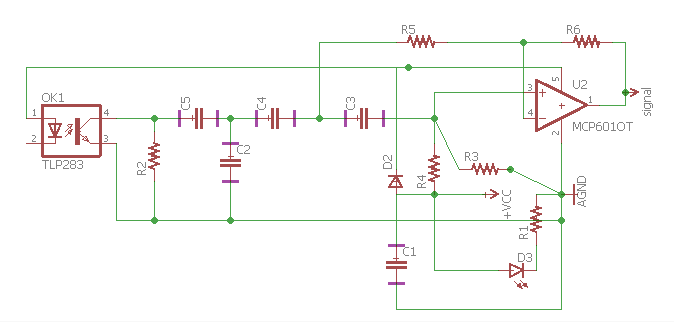 R5
R6
OK1
1
4
2
3
TLP283
C5
C4
C3
C2
R2
5
U2
3
4
1
2
MCP601OT
signal
D2
R4
R3
+VCC
AGND
R1
C1
D3